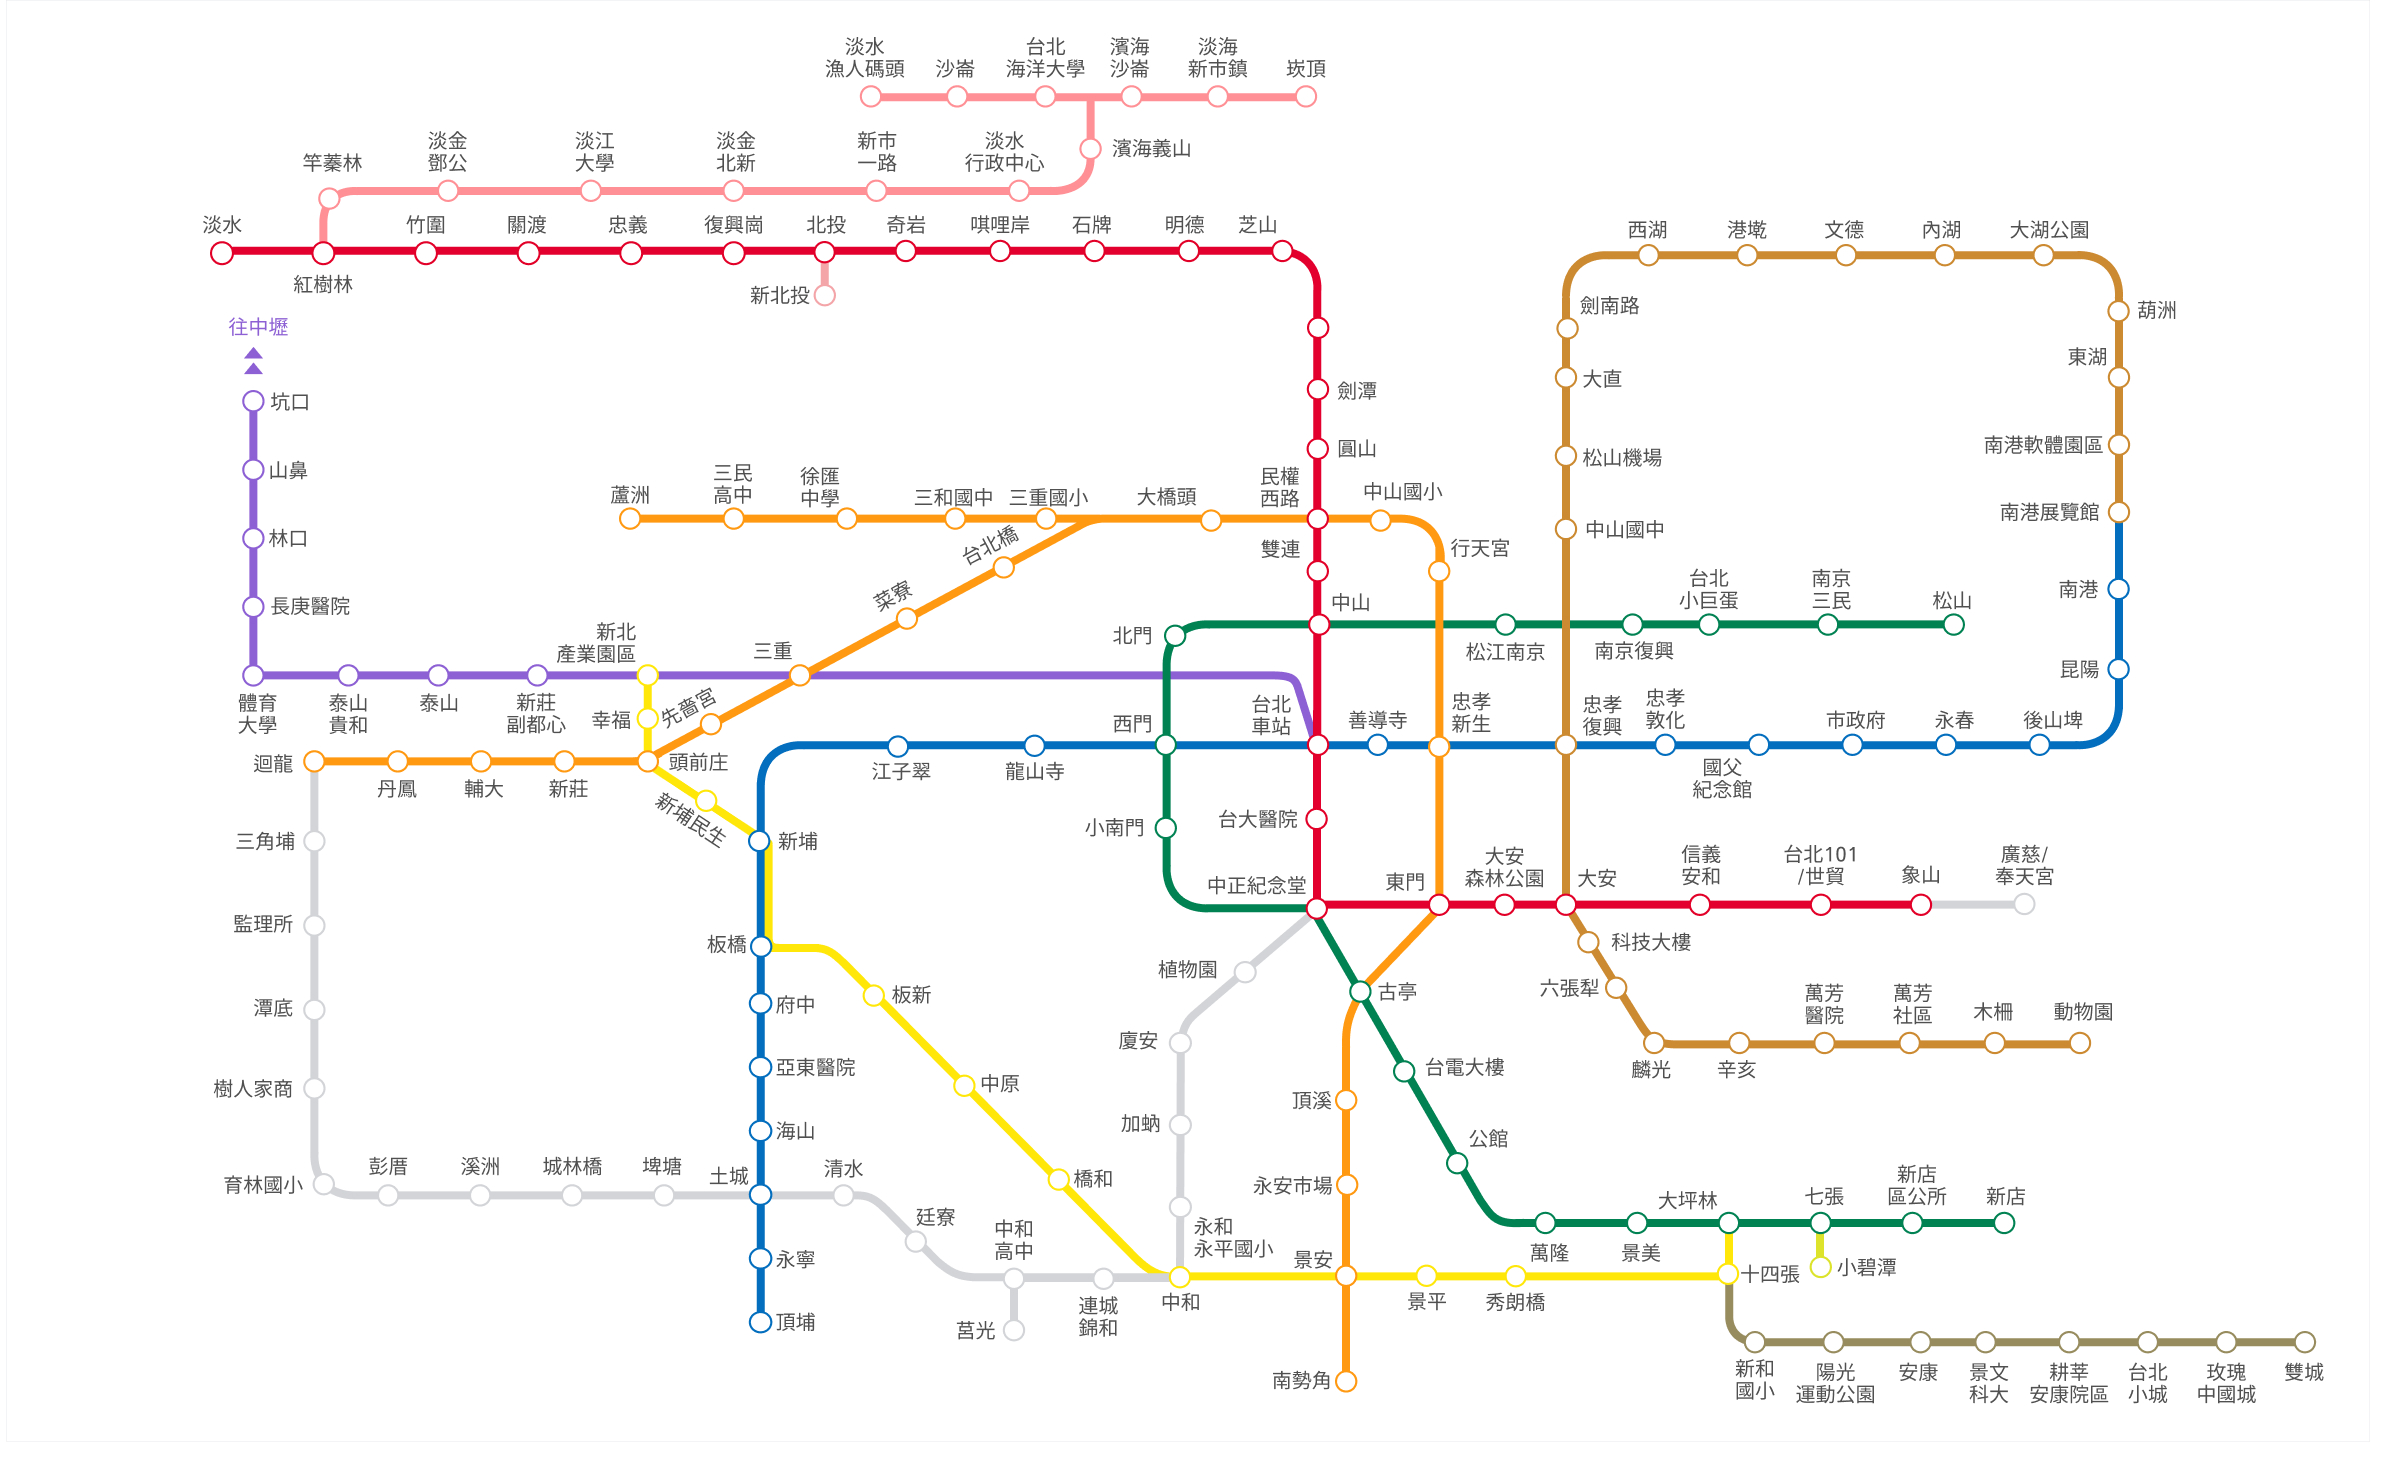 淡水
漁人碼頭
沙崙
台北
海洋大學
濱海
沙崙
淡海
新市鎮
崁頂
竿蓁林
淡金
鄧公
淡江
大學
淡金
北新
新市
一路
淡水
行政中心
濱海義山
淡水
紅樹林
竹圍
關渡
忠義
復興崗
北投
奇岩
唭哩岸
石牌
明德
芝山
新北投
西湖
港墘
文德
內湖
大湖公園
劍南路
葫洲
東湖
大直
松山機場
南港軟體園區
南港展覽館
中山國中
往中壢
坑口
山鼻
林口
長庚醫院
劍潭
圓山
蘆洲
三民
高中
徐匯
中學
三和國中
三重國小
大橋頭
民權
西路
中山國小
台北橋
菜寮
雙連
行天宮
中山
北門
松江南京
南京復興
台北
小巨蛋
南京
三民
松山
南港
昆陽
體育
大學
泰山
貴和
泰山
新莊
副都心
新北
產業園區
三重
幸福
先嗇宮
迴龍
丹鳳
輔大
新莊
頭前庄
新埔民生
新埔
江子翠
龍山寺
西門
台北
車站
善導寺
忠孝
新生
忠孝
復興
忠孝
敦化
國父
紀念館
市政府
永春
後山埤
小南門
台大醫院
中正紀念堂
東門
大安
森林公園
大安
信義
安和
台北101
/世貿
象山
廣慈/
奉天宮
三角埔
監理所
潭底
樹人家商
育林國小
板橋
府中
亞東醫院
海山
板新
中原
橋和
植物園
廈安
加蚋
永和
永平國小
古亭
台電大樓
公館
科技大樓
六張犁
麟光
辛亥
萬芳
醫院
萬芳
社區
木柵
動物園
頂溪
永安市場
景安
彭厝
溪洲
城林橋
埤塘
土城
清水
廷寮
中和
高中
莒光
連城
錦和
中和
永寧
頂埔
萬隆
景美
大坪林
七張
新店
區公所
新店
景平
秀朗橋
十四張
小碧潭
南勢角
新和
國小
陽光
運動公園
安康
景文
科大
耕莘
安康院區
台北
小城
玫瑰
中國城
雙城